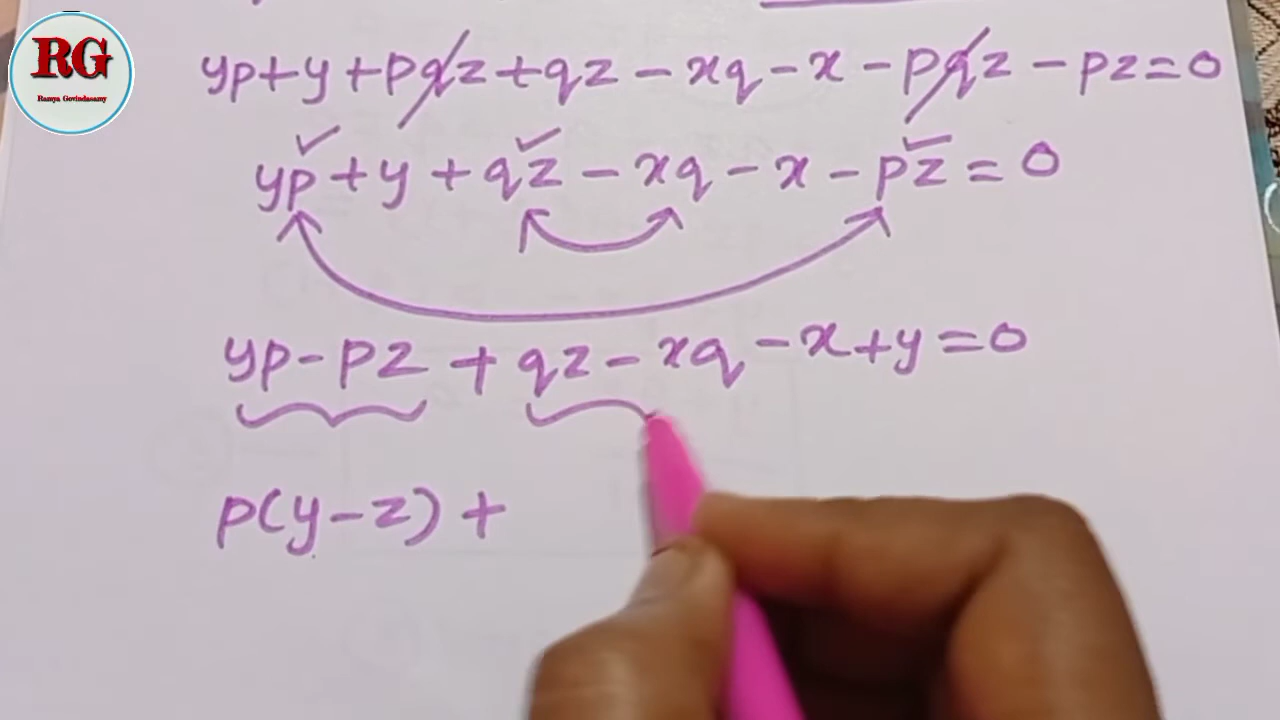 RG
Ramya Govindasamy
yp+y+pqz+qz-xq-x-pqz-pz=0
yp+y+qz-xq-x-pz=0
yp-pz+qz-xq-x+y=0
p(y-z)+